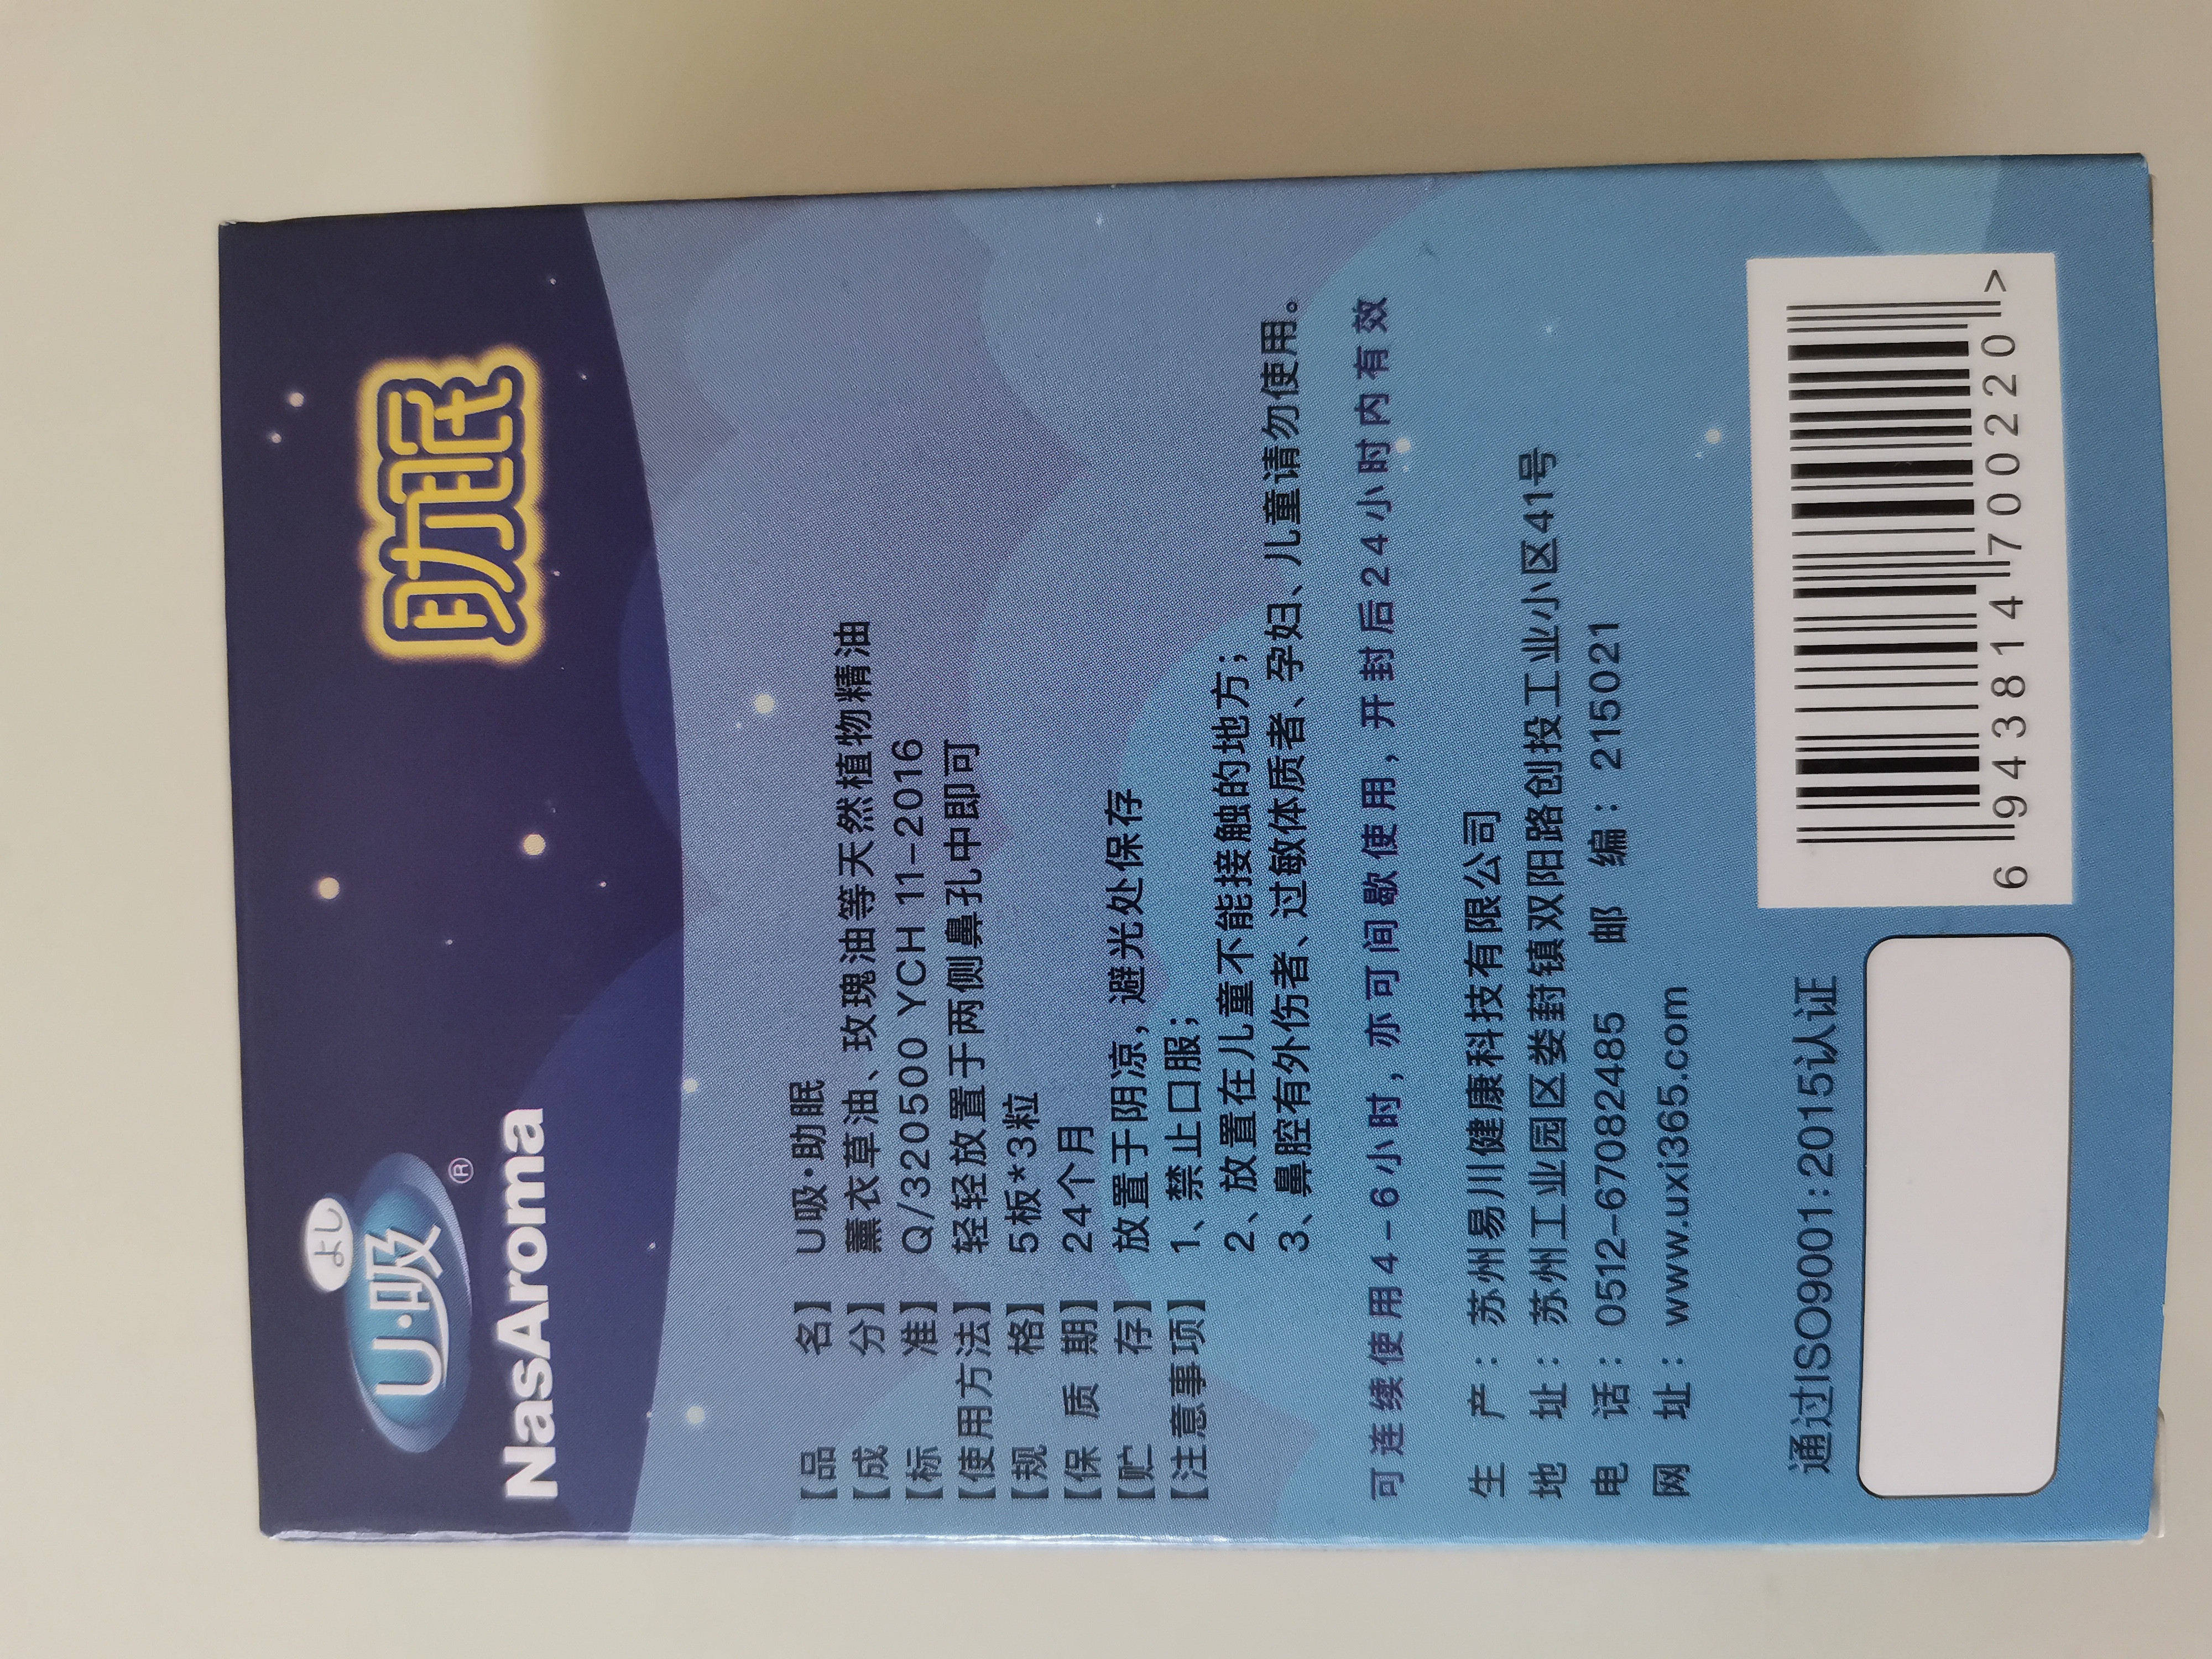 よし
U·吸®
NasAroma
助眠
【品 名】 U吸·助眠
【成 分】 薰衣草油、玫瑰油等天然植物精油
【标 准】 Q/320500 YCH 11-2016
【使用方法】 轻轻放置于两侧鼻孔中即可
【规 格】 5板*3粒
【保 质 期】 24个月
【贮 存】 放置于阴凉，避光处保存
【注意事项】 1、禁止口服；
2、放置在儿童不能接触的地方；
3、鼻腔有外伤者、过敏体质者、孕妇、儿童请勿使用。
可连续使用4-6小时，亦可间歇使用，开封后24小时内有效
生 产：苏州易川健康科技有限公司
地 址：苏州工业园区娄葑镇双阳路创投工业小区41号
电 话：0512-67082485 邮 编：215021
网 址：www.uxi365.com
通过ISO9001:2015认证
6 943814 700220 >